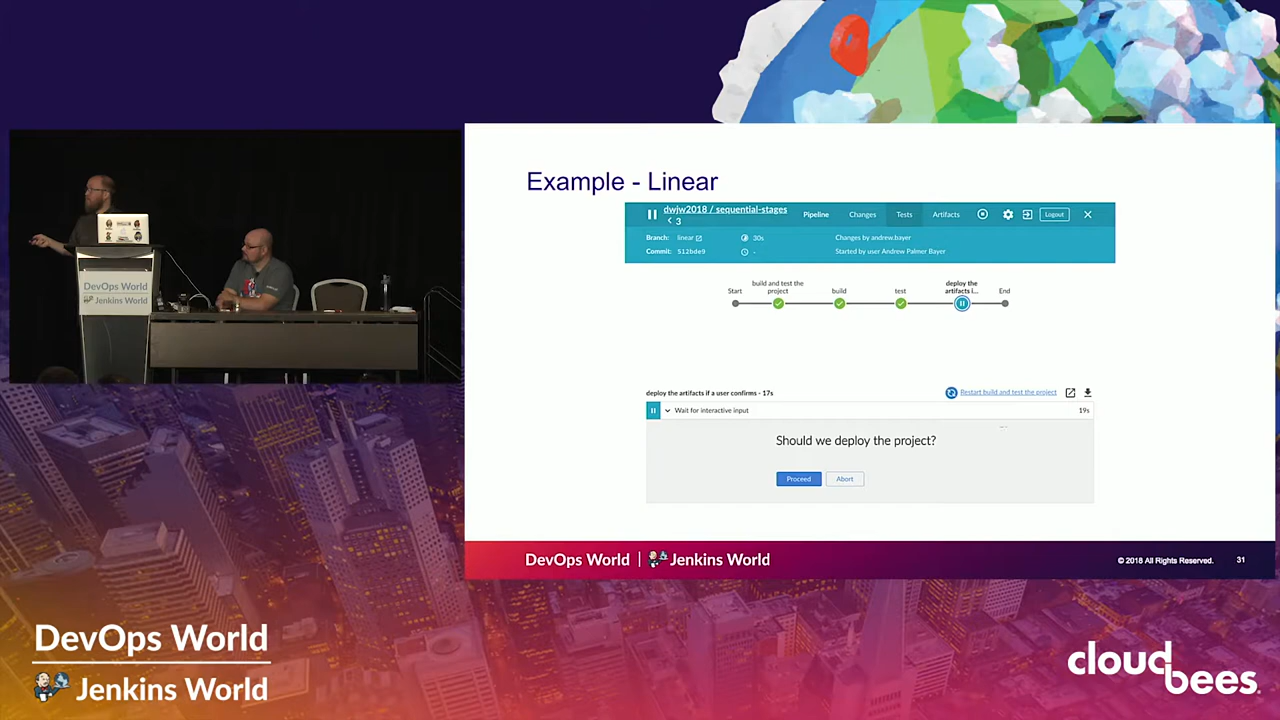 Example - Linear
dwjw2018 / sequential-stages
< 3
Pipeline Changes Tests Artifacts Logout
Branch: linear 30s Changes by andrew.bayer
Commit: 512bde9 - Started by user Andrew Palmer Bayer
Start build and test the project build test deploy the artifacts i... End
deploy the artifacts if a user confirms - 17s Restart build and test the project
Wait for interactive input 19s
Should we deploy the project?
Proceed Abort
DevOps World | Jenkins World © 2018 All Rights Reserved. 31
DevOps World
Jenkins World
DevOps World
Jenkins World
cloudbees.